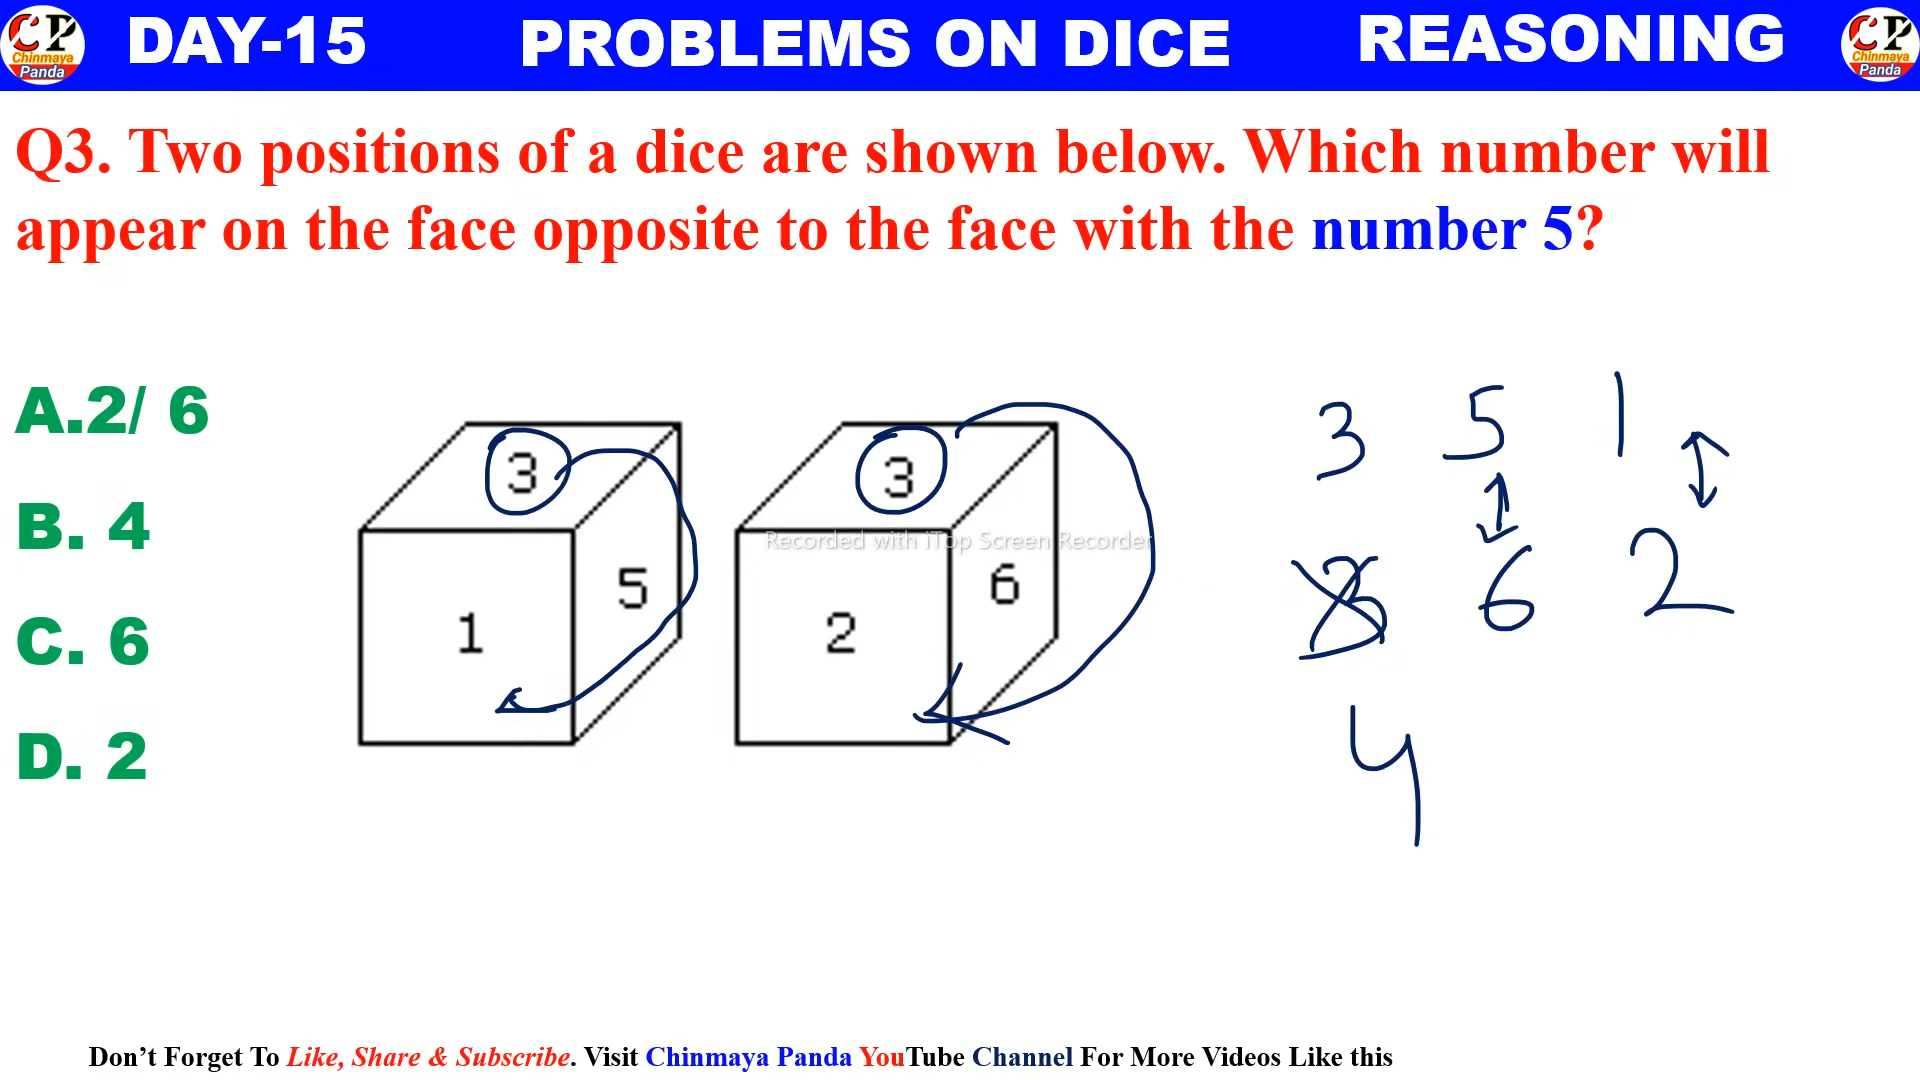 CP
Chinmaya
Panda
DAY-15
PROBLEMS ON DICE
REASONING
CP
Chinmaya
Panda
Q3. Two positions of a dice are shown below. Which number will
appear on the face opposite to the face with the number 5?
A.2/ 6
B. 4
C. 6
D. 2
3
5
1
3
6
2
Recorded with iTop Screen Recorder
3 5 1
3 6 2
4
Don’t Forget To Like, Share & Subscribe. Visit Chinmaya Panda YouTube Channel For More Videos Like this